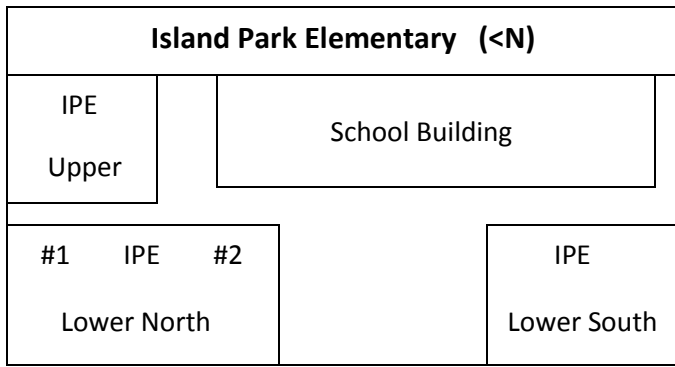 Island Park Elementary (<N)
IPE
Upper
School Building
#1 IPE #2
Lower North
IPE
Lower South